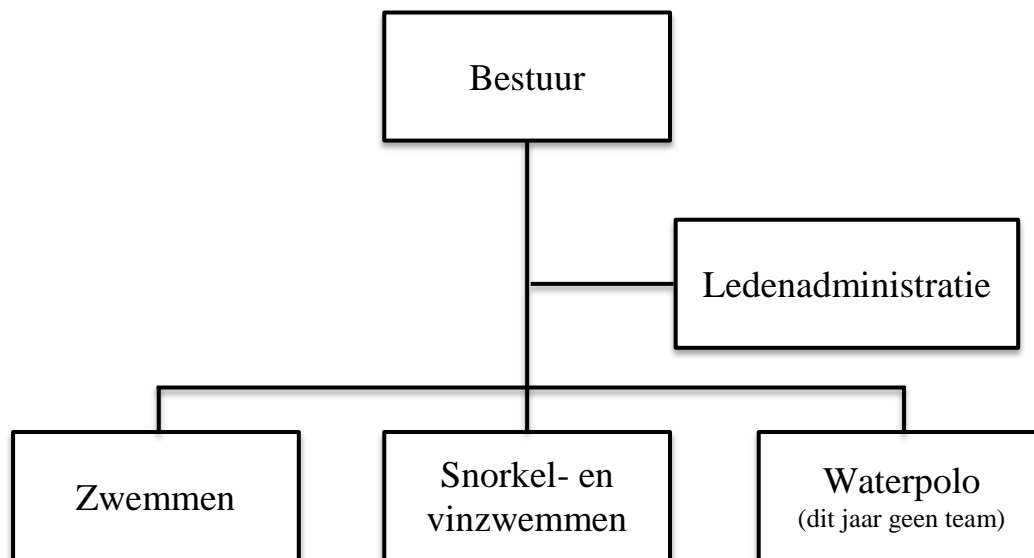 Bestuur
Ledenadministratie
Zwemmen
Snorkel- en
vinzwemmen
Waterpolo
(dit jaar geen team)